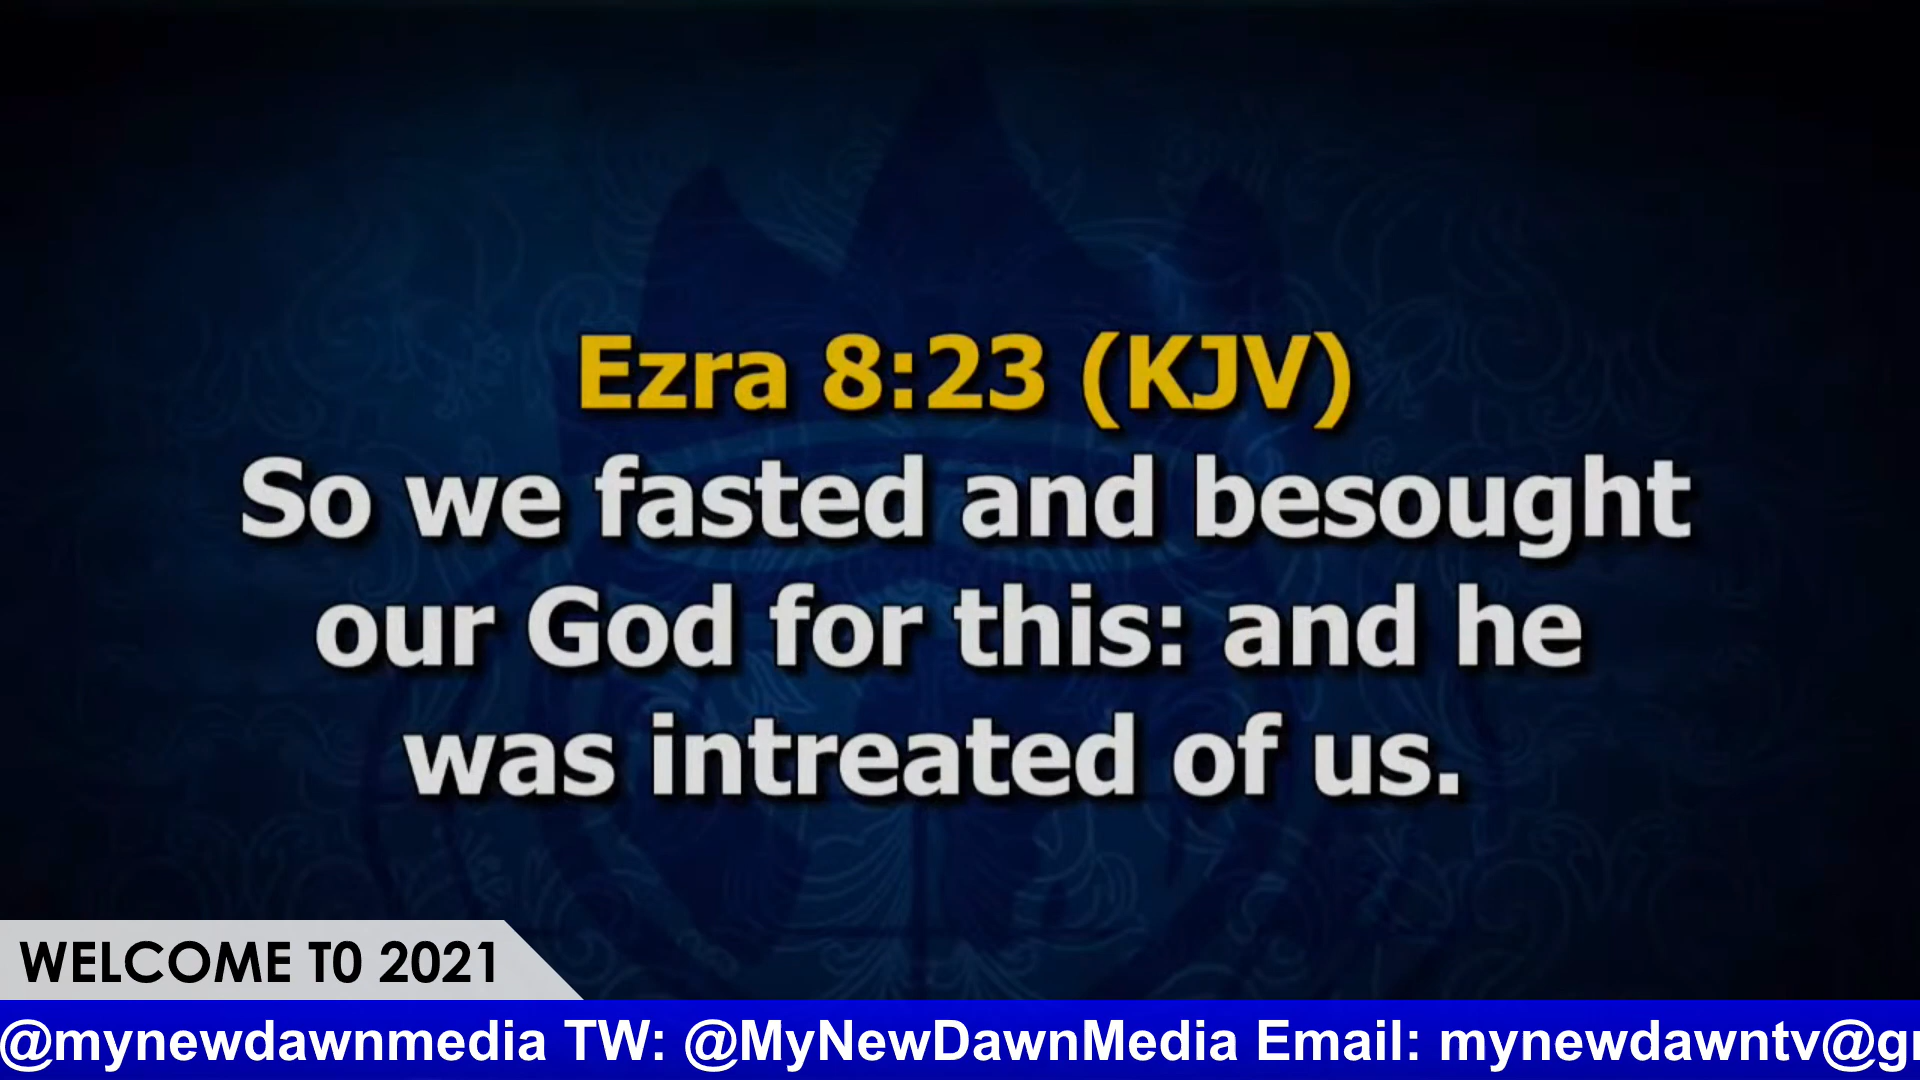 Ezra 8:23 (KJV)
So we fasted and besought
our God for this: and he
was intreated of us.
WELCOME T0 2021
@mynewdawnmedia TW: @MyNewDawnMedia Email: mynewdawntv@g